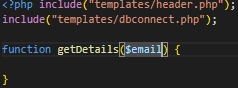 <?php include("templates/header.php");
include("templates/dbconnect.php");
function getDetails($email) {
}